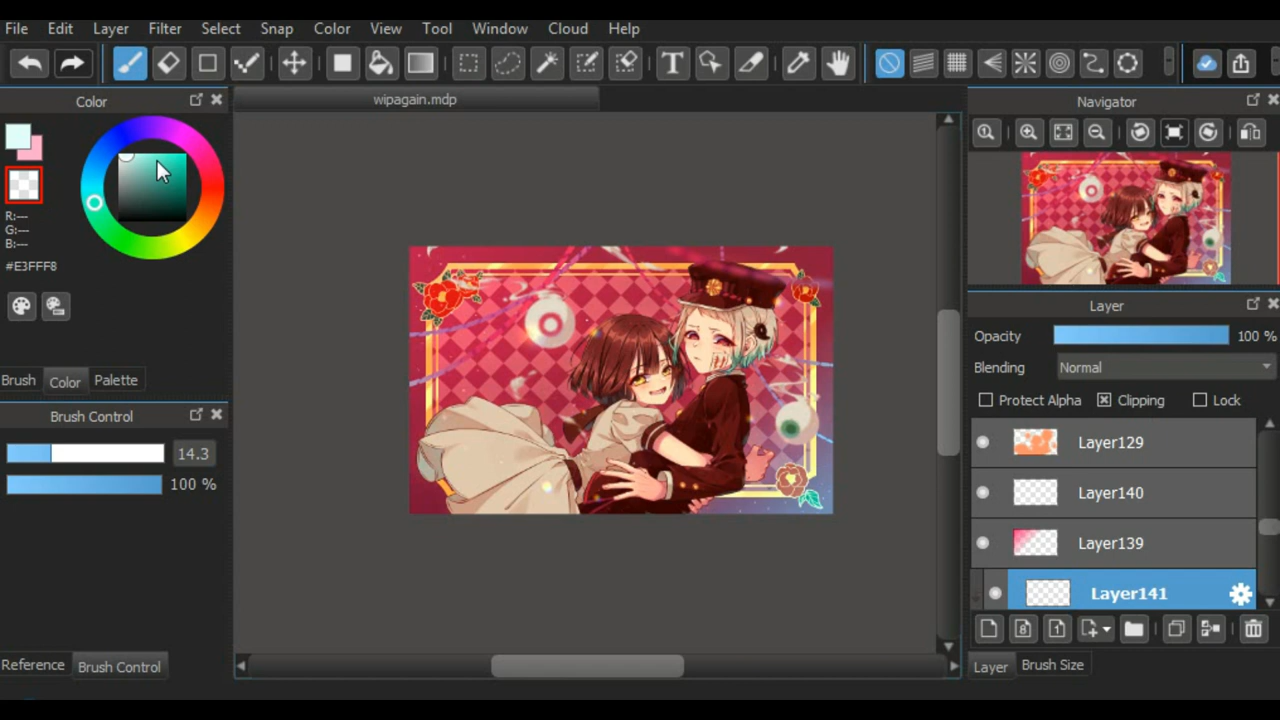 File Edit Layer Filter Select Snap Color View Tool Window Cloud Help
Color
wipagain.mdp
Navigator
R:---
G:---
B:---
#E3FFF8
Brush Color Palette
Brush Control
14.3
100 %
Reference Brush Control
Layer
Opacity 100 %
Blending Normal
Protect Alpha Clipping Lock
Layer129
Layer140
Layer139
Layer141
Layer Brush Size